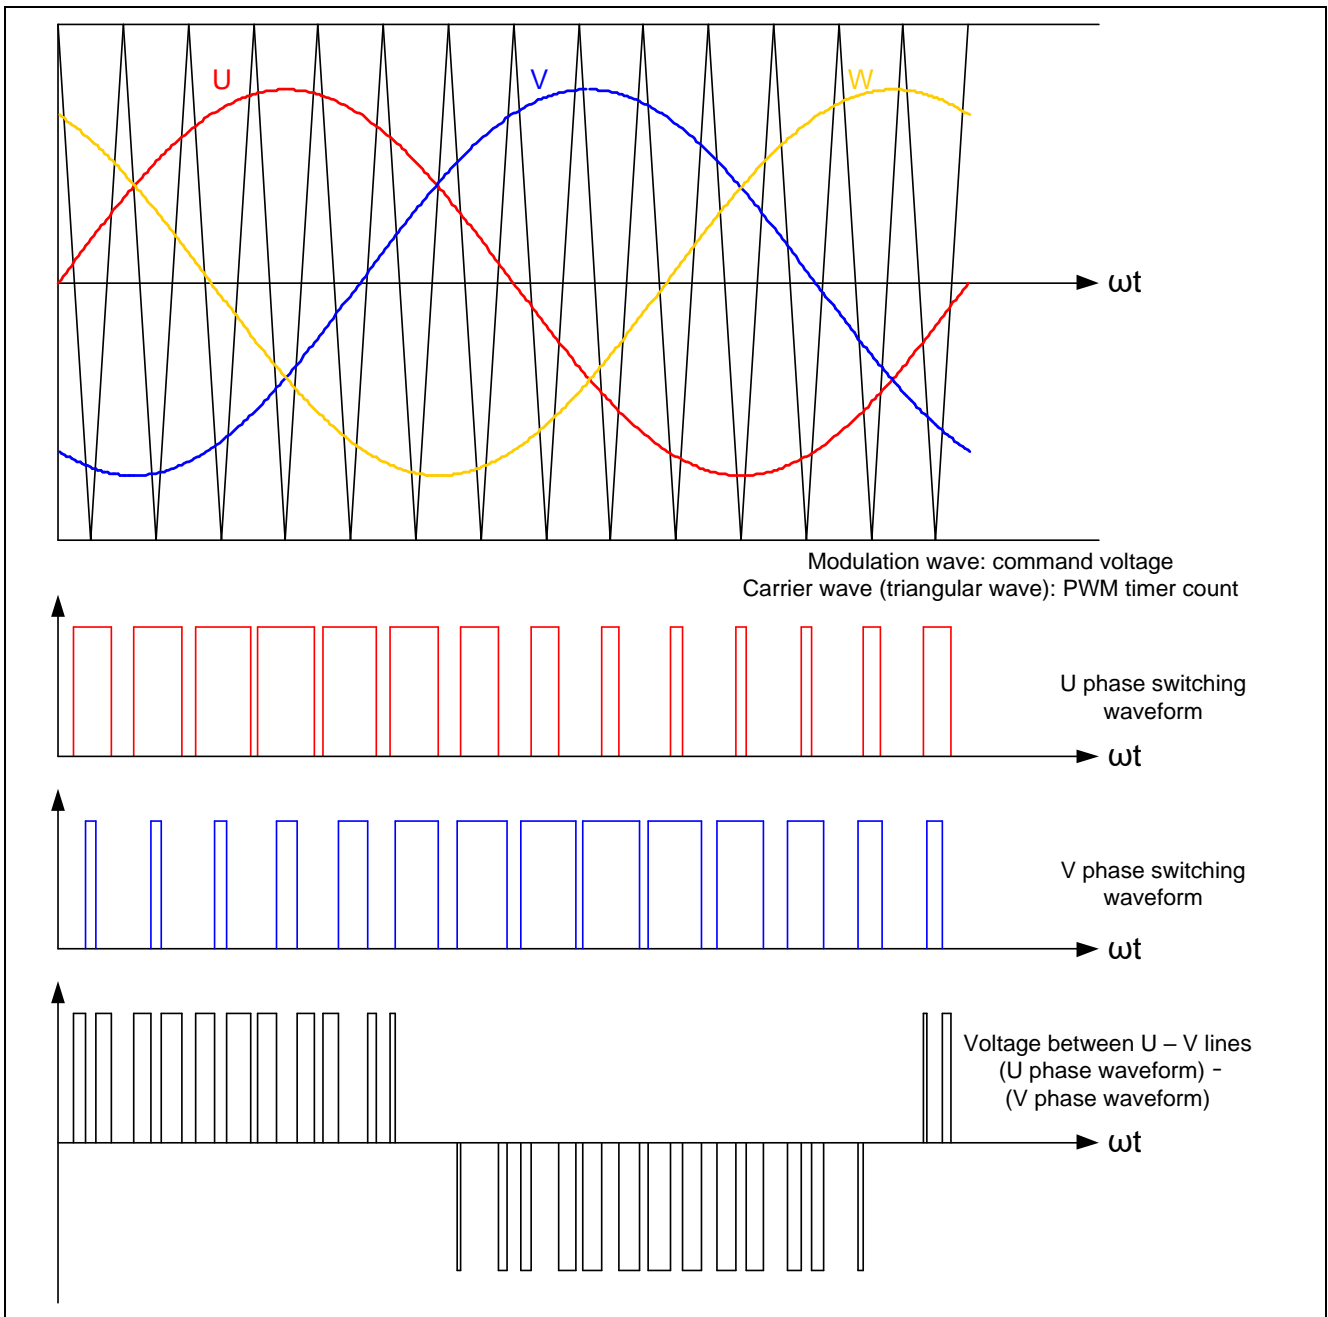 U
V
W
ωt
Modulation wave: command voltage
Carrier wave (triangular wave): PWM timer count
U phase switching
waveform
ωt
V phase switching
waveform
ωt
Voltage between U – V lines
(U phase waveform) -
(V phase waveform)
ωt